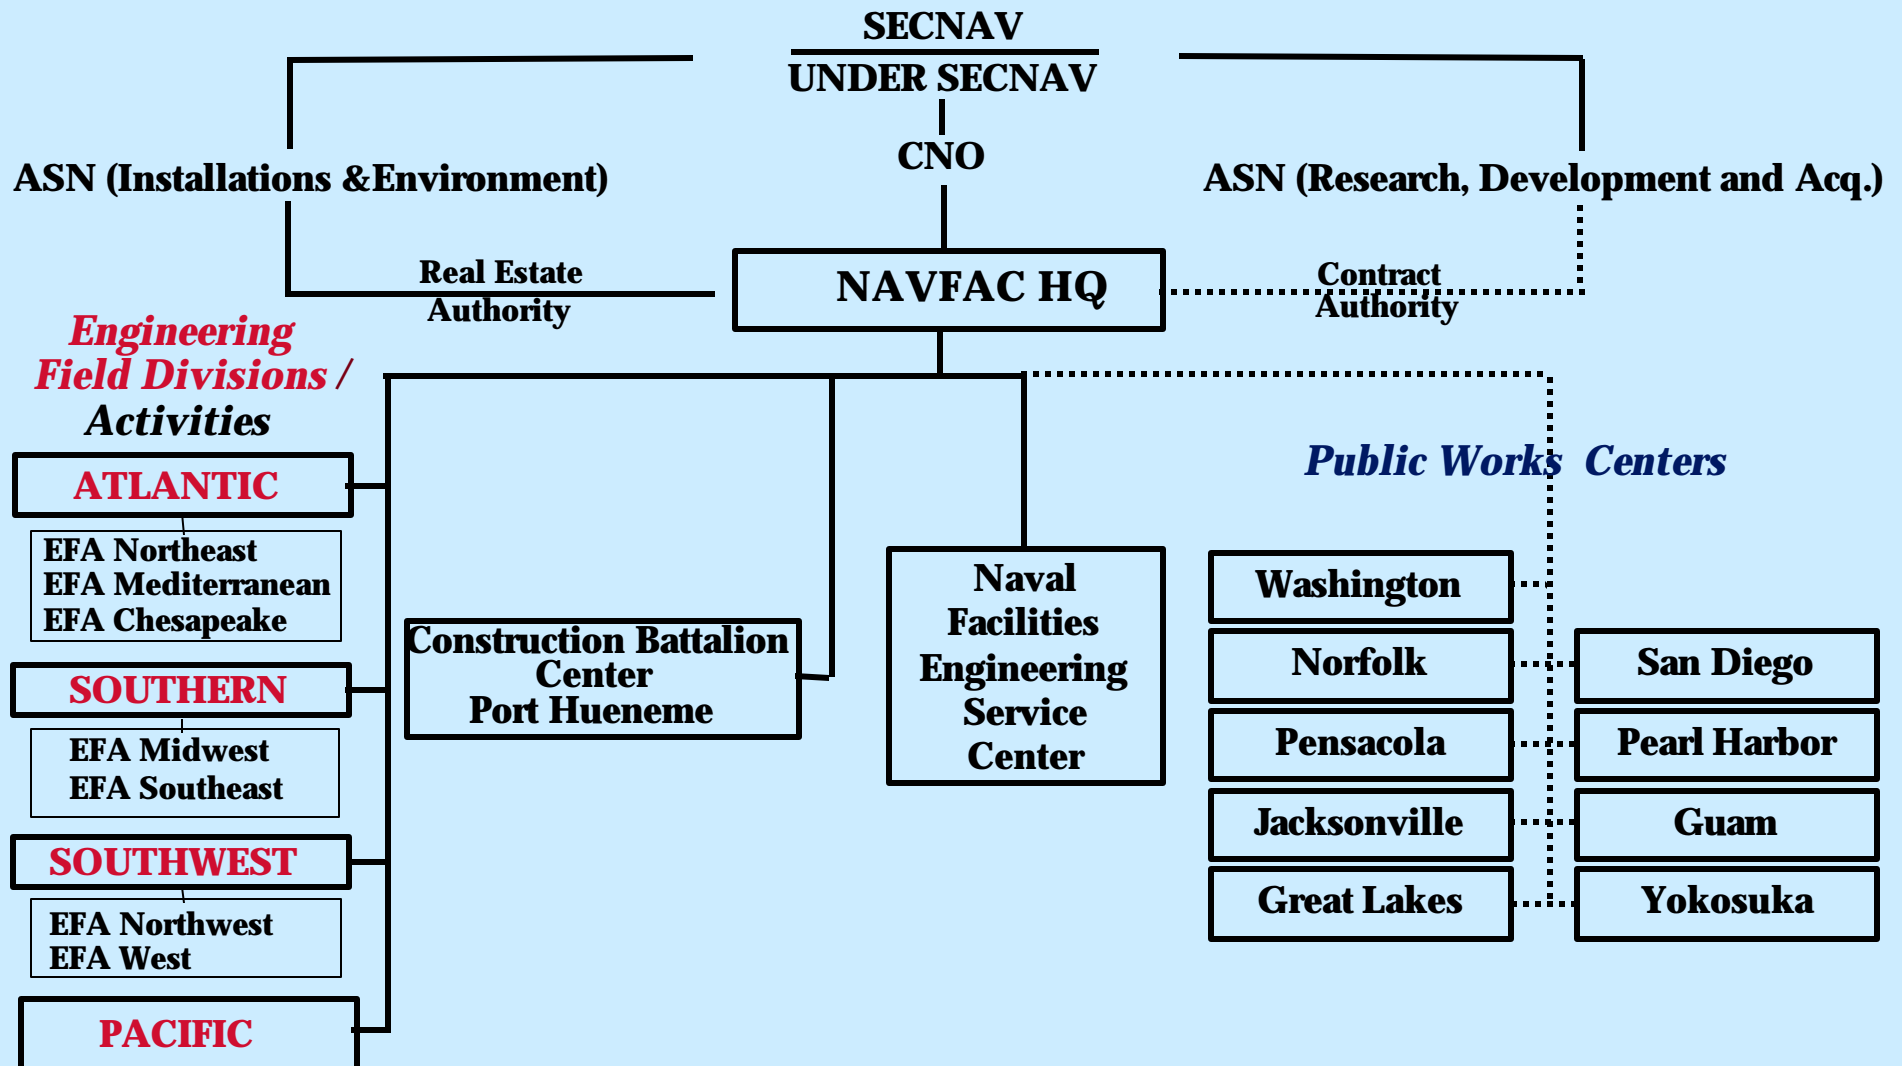 SECNAV
UNDER SECNAV
CNO
ASN (Installations &Environment)
ASN (Research, Development and Acq.)
Real Estate
Authority
NAVFAC HQ
Contract
Authority
Engineering
Field Divisions /
Activities
ATLANTIC
EFA Northeast
EFA Mediterranean
EFA Chesapeake
SOUTHERN
EFA Midwest
EFA Southeast
SOUTHWEST
EFA Northwest
EFA West
PACIFIC
Construction Battalion
Center
Port Hueneme
Naval
Facilities
Engineering
Service
Center
Public Works Centers
Washington
Norfolk
Pensacola
Jacksonville
Great Lakes
San Diego
Pearl Harbor
Guam
Yokosuka